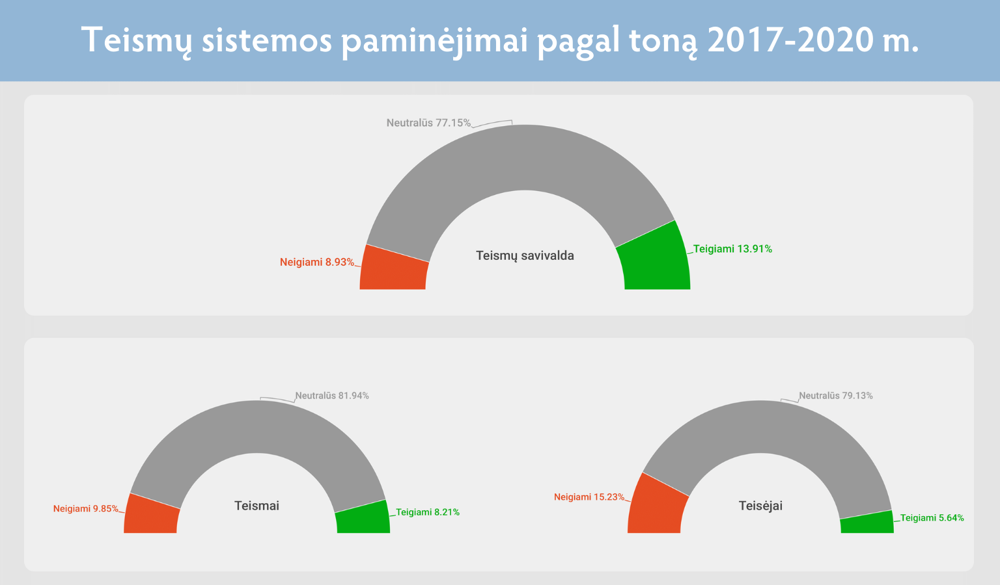 Teismų sistemos paminėjimai pagal toną 2017-2020 m.
Neutralūs 77.15%
Teigiami 13.91%
Teismų savivalda
Neigiami 8.93%
Neutralūs 81.94%
Teismai
Neigiami 9.85%
Teigiami 8.21%
Neutralūs 79.13%
Neigiami 15.23%
Teisėjai
Teigiami 5.64%